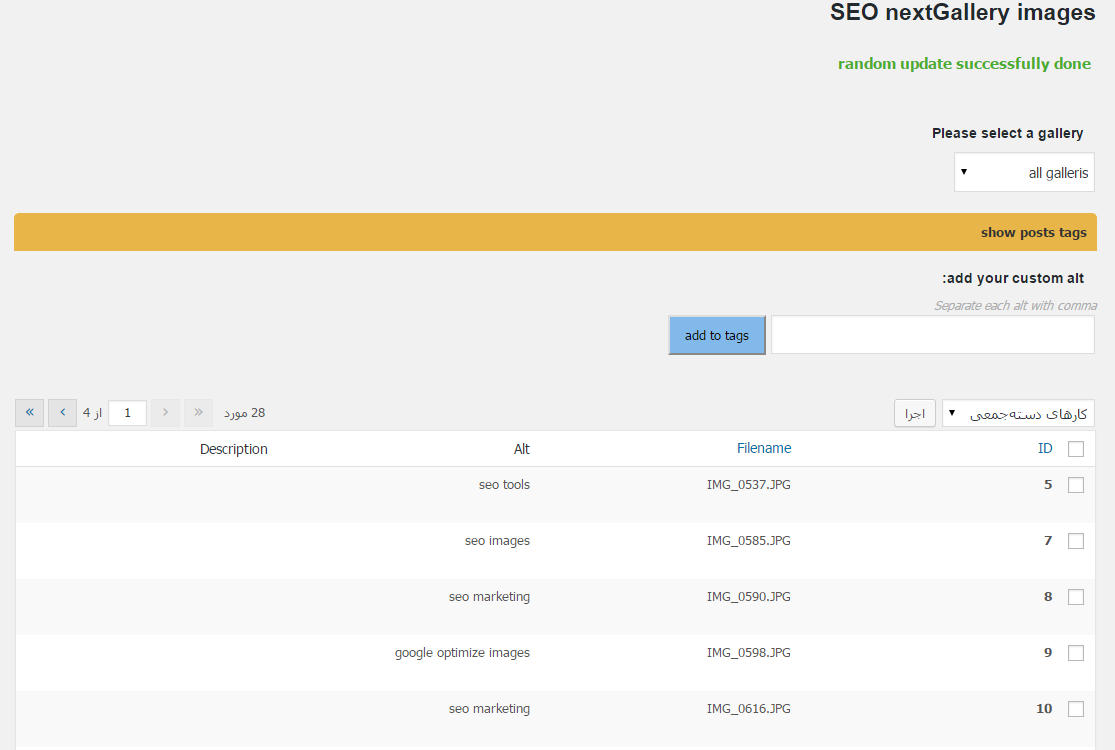 SEO nextGallery images
random update successfully done
Please select a gallery
all galleris
show posts tags
add your custom alt:
Separate each alt with comma
add to tags
کارهای دسته‌جمعی اجرا 28 مورد » › 1 از 4 ‹ «
ID Filename Alt Description
5 IMG_0537.JPG seo tools
7 IMG_0585.JPG seo images
8 IMG_0590.JPG seo marketing
9 IMG_0598.JPG google optimize images
10 IMG_0616.JPG seo marketing